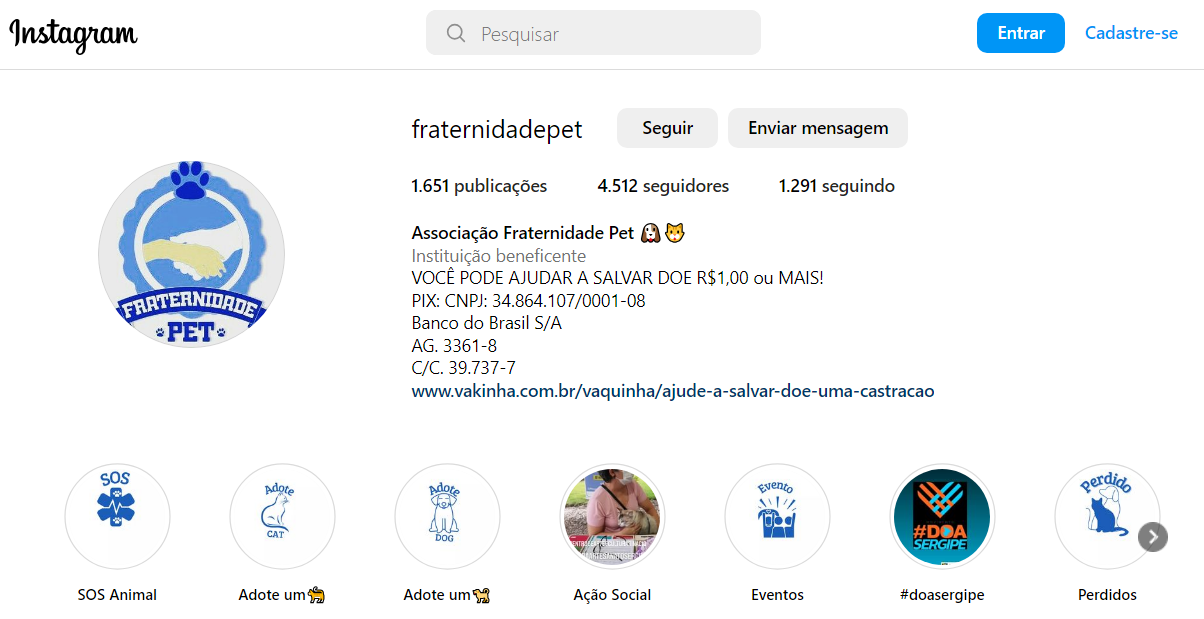 Instagram
Pesquisar
Entrar
Cadastre-se
fraternidadepet
Seguir
Enviar mensagem
1.651 publicações
4.512 seguidores
1.291 seguindo
Associação Fraternidade Pet
Instituição beneficente
VOCÊ PODE AJUDAR A SALVAR DOE R$1,00 ou MAIS!
PIX: CNPJ: 34.864.107/0001-08
Banco do Brasil S/A
AG. 3361-8
C/C. 39.737-7
www.vakinha.com.br/vaquinha/ajude-a-salvar-doe-uma-castracao
FRATERNIDADE
PET
SOS
Adote
CAT
Adote
DOG
Evento
#DOA
SERGIPE
Perdido
SOS Animal
Adote um
Adote um
Ação Social
Eventos
#doasergipe
Perdidos